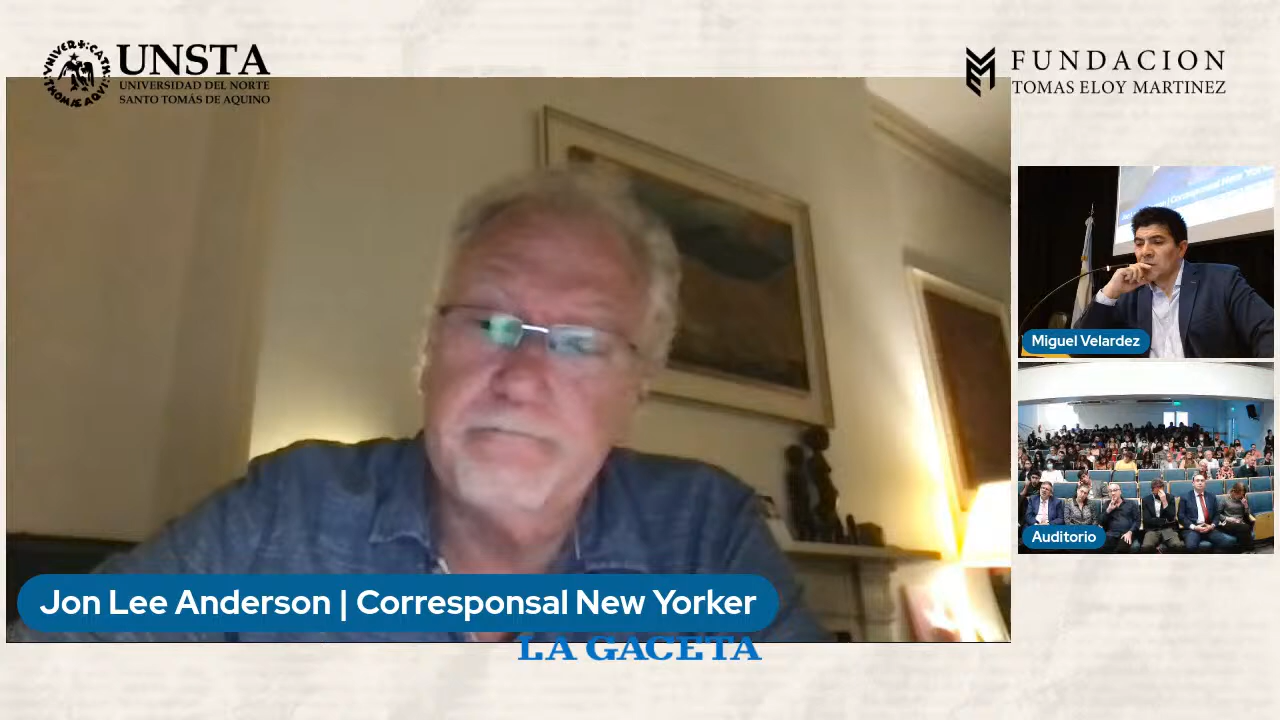 UNSTA
UNIVERSIDAD DEL NORTE
SANTO TOMÁS DE AQUINO
FUNDACION
TOMAS ELOY MARTINEZ
Miguel Velardez
Auditorio
Jon Lee Anderson | Corresponsal New Yorker
LA GACETA